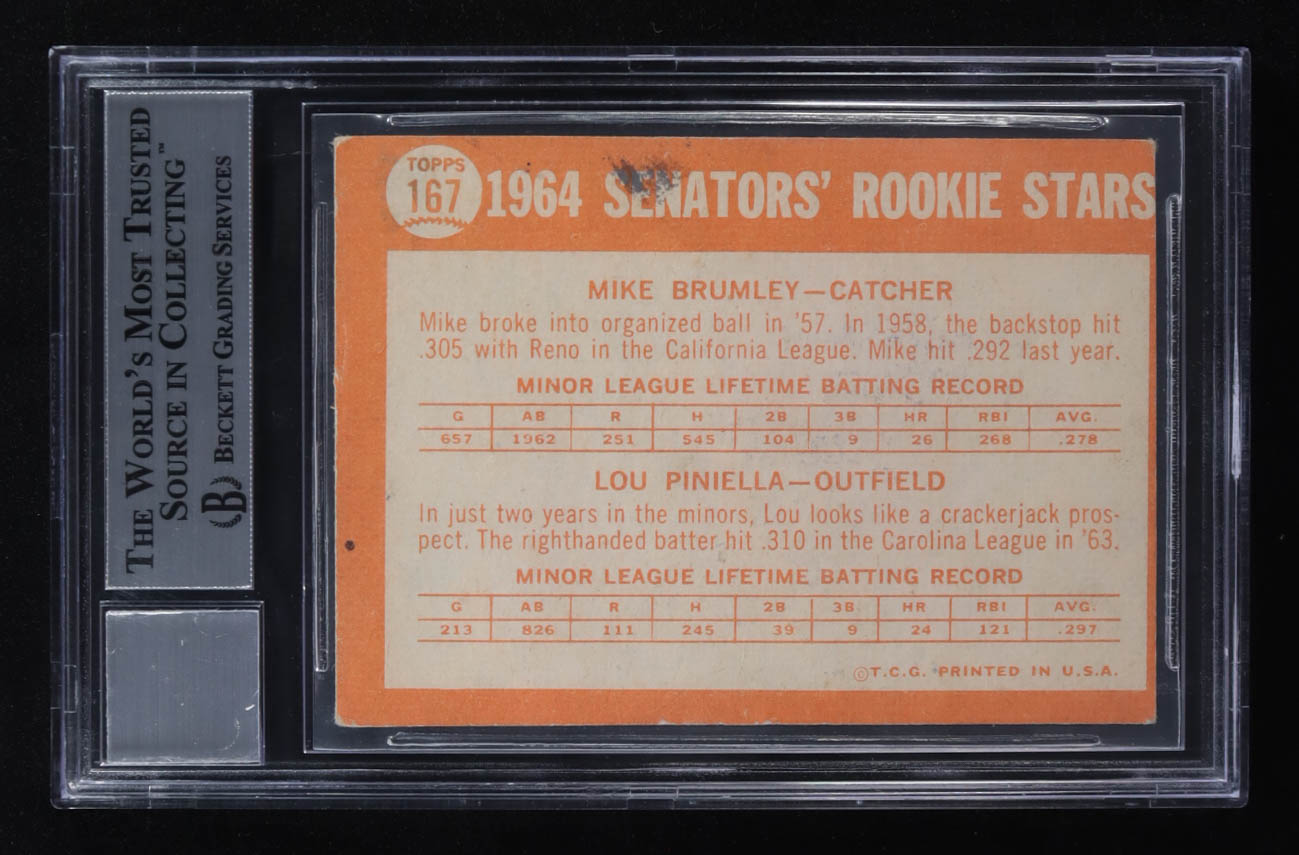 THE WORLD'S MOST TRUSTED
SOURCE IN COLLECTING™
B BECKETT GRADING SERVICES
TOPPS
167
1964 SENATORS' ROOKIE STARS
MIKE BRUMLEY—CATCHER
Mike broke into organized ball in '57. In 1958, the backstop hit
.305 with Reno in the California League. Mike hit .292 last year.
MINOR LEAGUE LIFETIME BATTING RECORD
G AB R H 2B 3B HR RBI AVG.
657 1962 251 545 104 9 26 268 .278
LOU PINIELLA—OUTFIELD
In just two years in the minors, Lou looks like a crackerjack pros-
pect. The righthanded batter hit .310 in the Carolina League in '63.
MINOR LEAGUE LIFETIME BATTING RECORD
G AB R H 2B 3B HR RBI AVG.
213 826 111 245 39 9 24 121 .297
©T.C.G. PRINTED IN U.S.A.